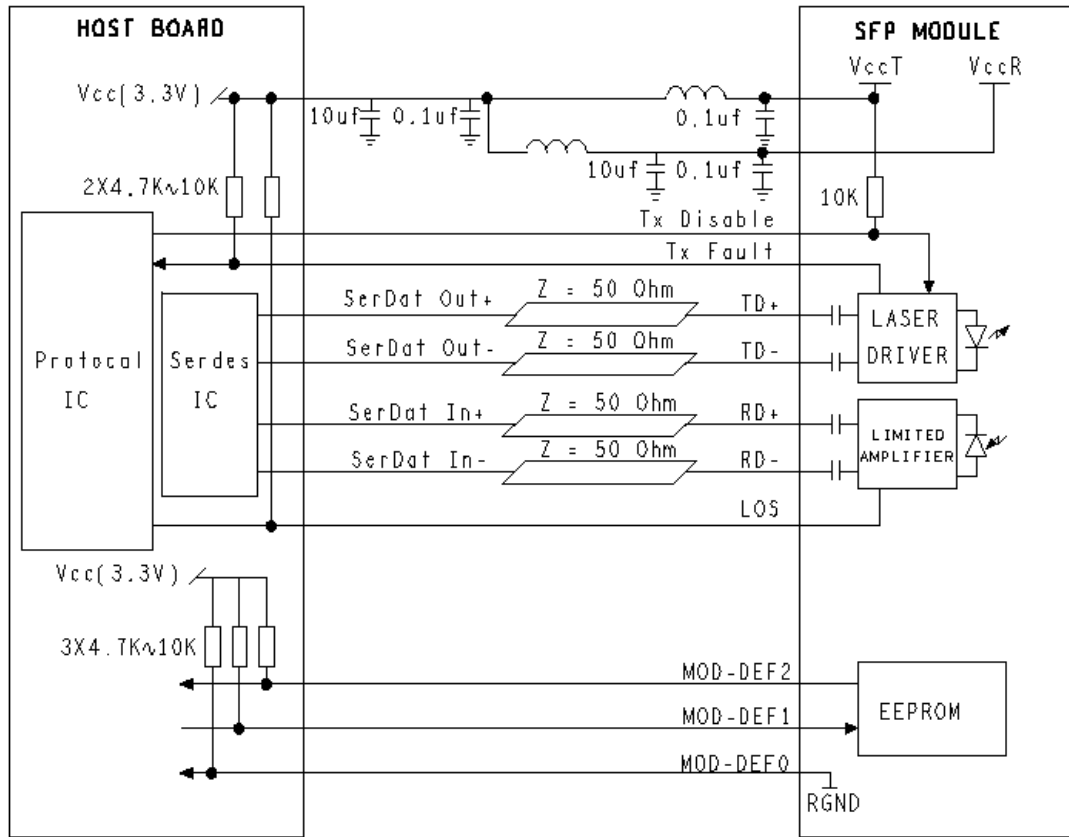 HOST BOARD
SFP MODULE
VccT
VccR
Vcc(3.3V)
10uf
0.1uf
0.1uf
10uf
0.1uf
2X4.7K~10K
10K
Tx Disable
Tx Fault
SerDat Out+
Z = 50 Ohm
TD+
SerDat Out-
Z = 50 Ohm
TD-
LASER
DRIVER
Protocal
IC
Serdes
IC
SerDat In+
Z = 50 Ohm
RD+
SerDat In-
Z = 50 Ohm
RD-
LIMITED
AMPLIFIER
LOS
Vcc(3.3V)
3X4.7K~10K
MOD-DEF2
MOD-DEF1
MOD-DEF0
EEPROM
RGND